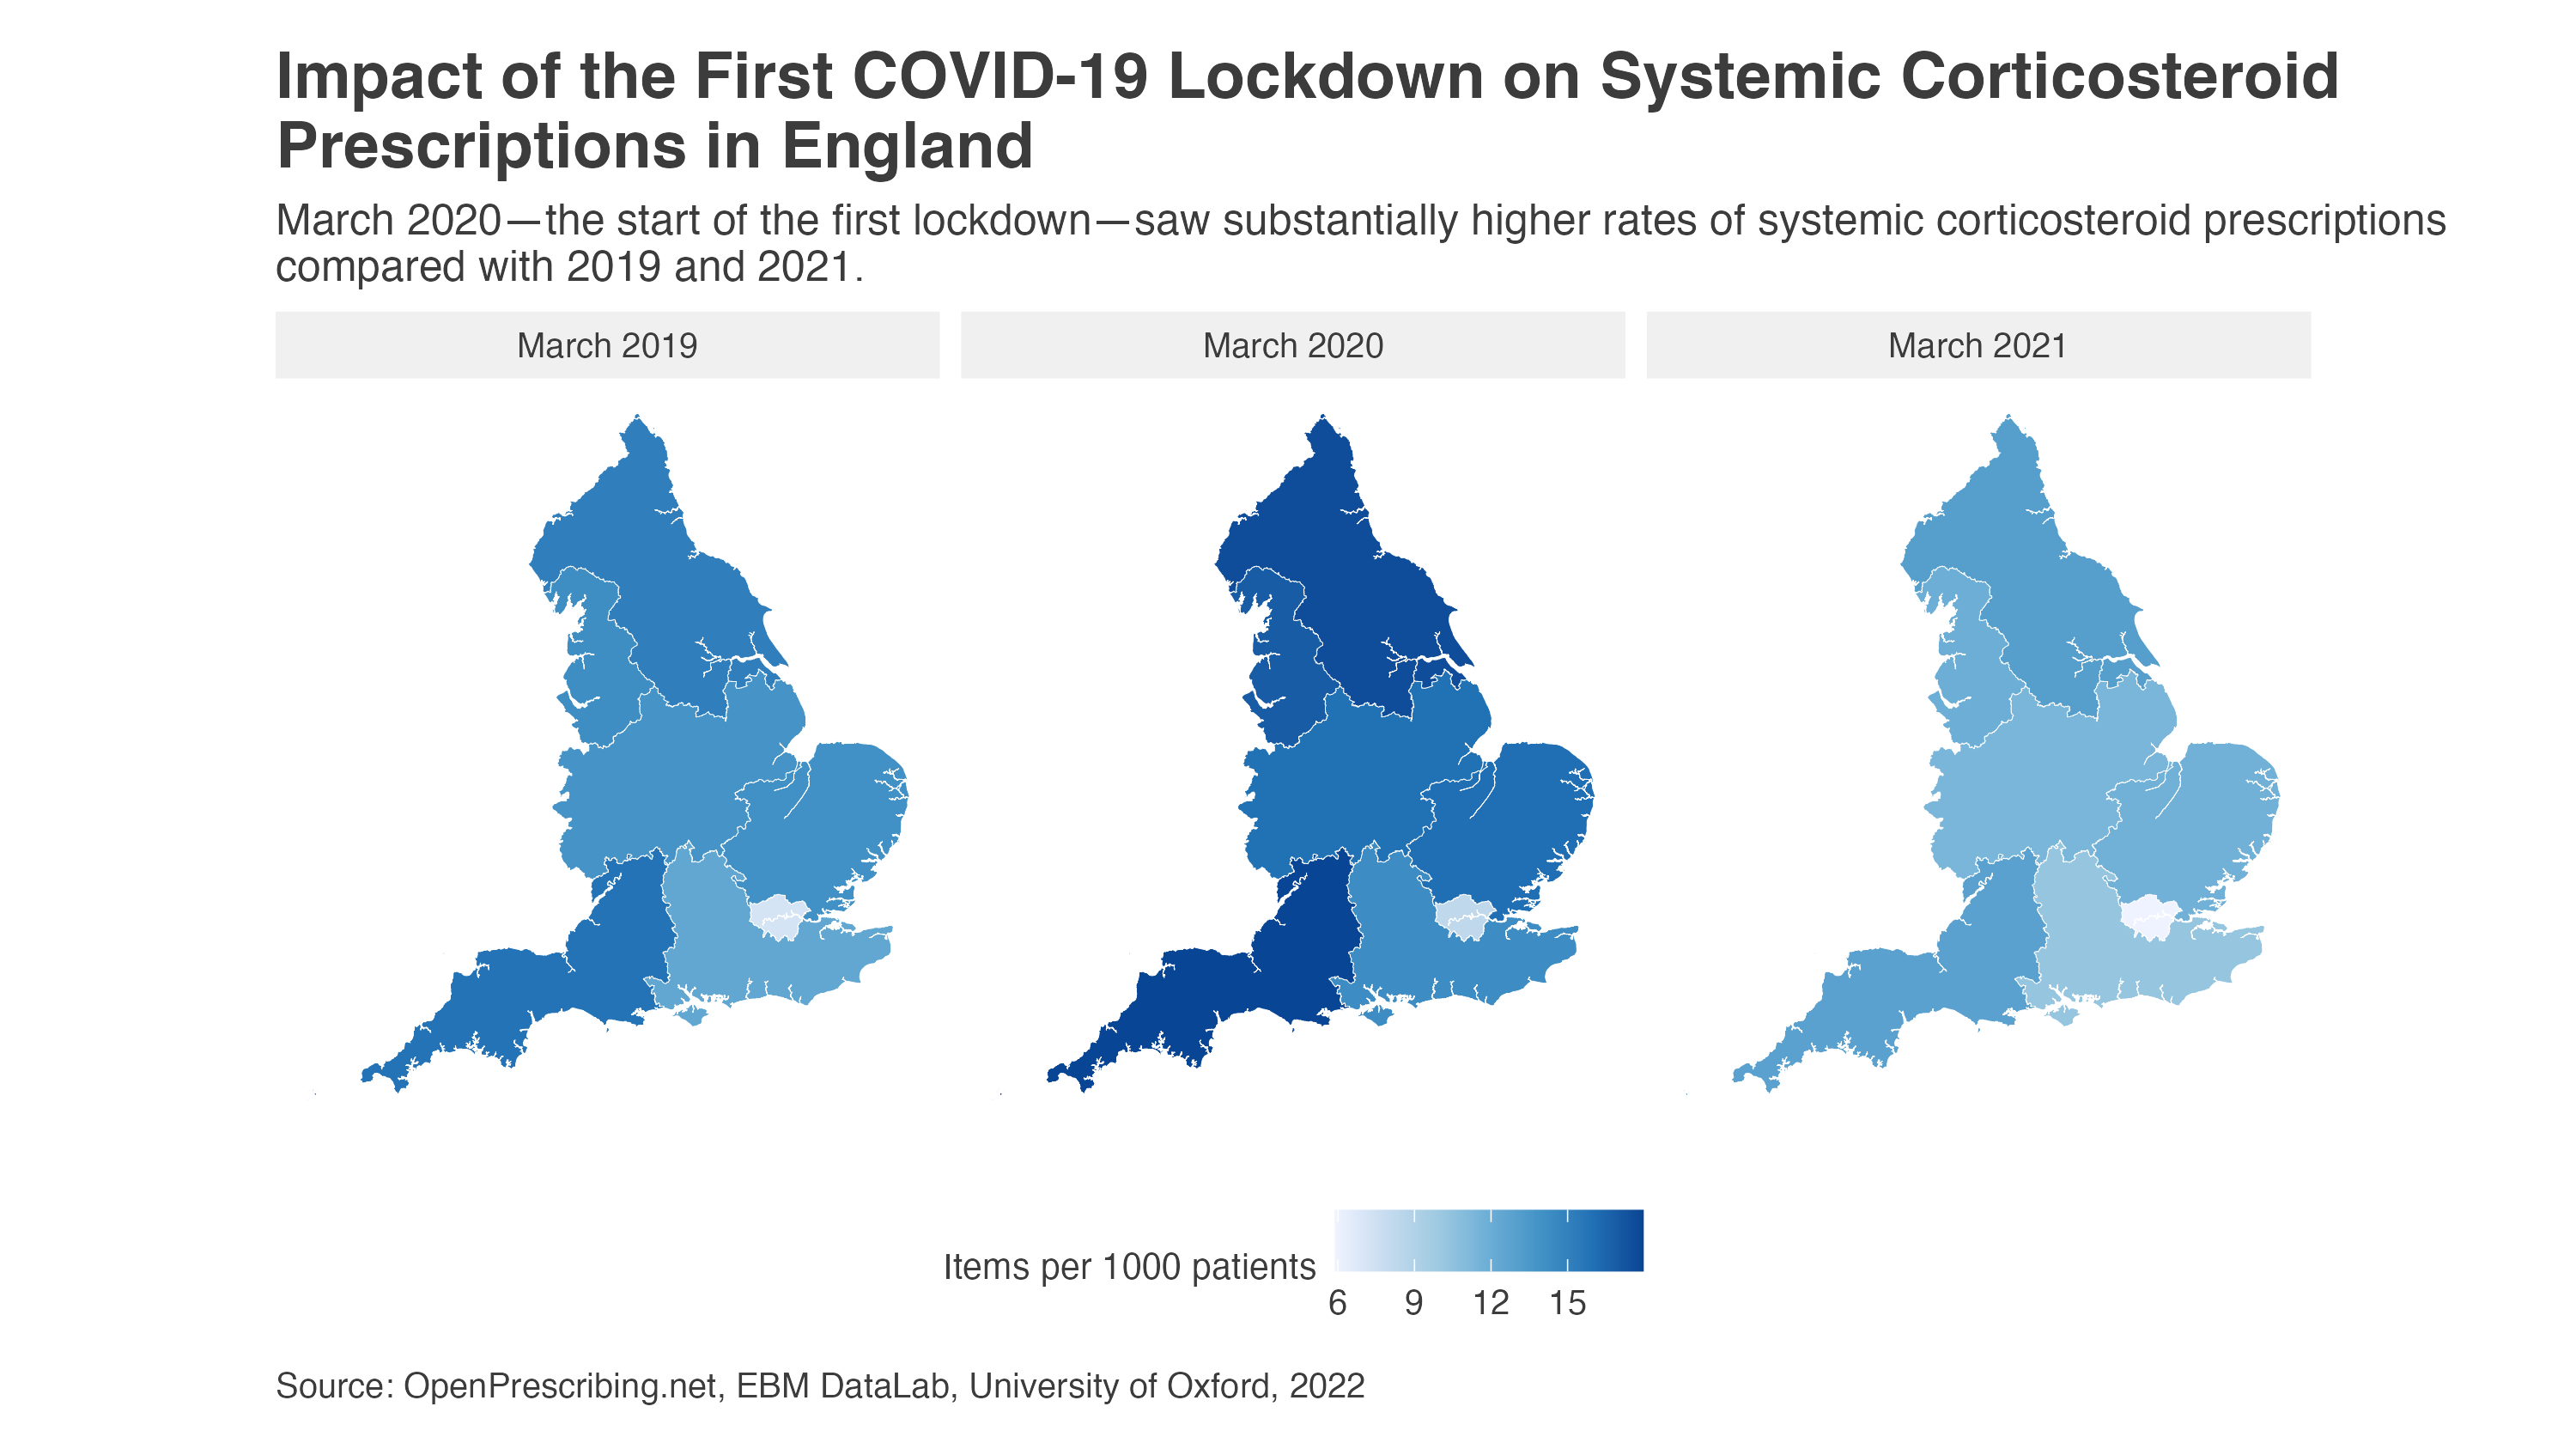 Impact of the First COVID-19 Lockdown on Systemic Corticosteroid
Prescriptions in England
March 2020—the start of the first lockdown—saw substantially higher rates of systemic corticosteroid prescriptions
compared with 2019 and 2021.
March 2019
March 2020
March 2021
Items per 1000 patients
6 9 12 15
Source: OpenPrescribing.net, EBM DataLab, University of Oxford, 2022